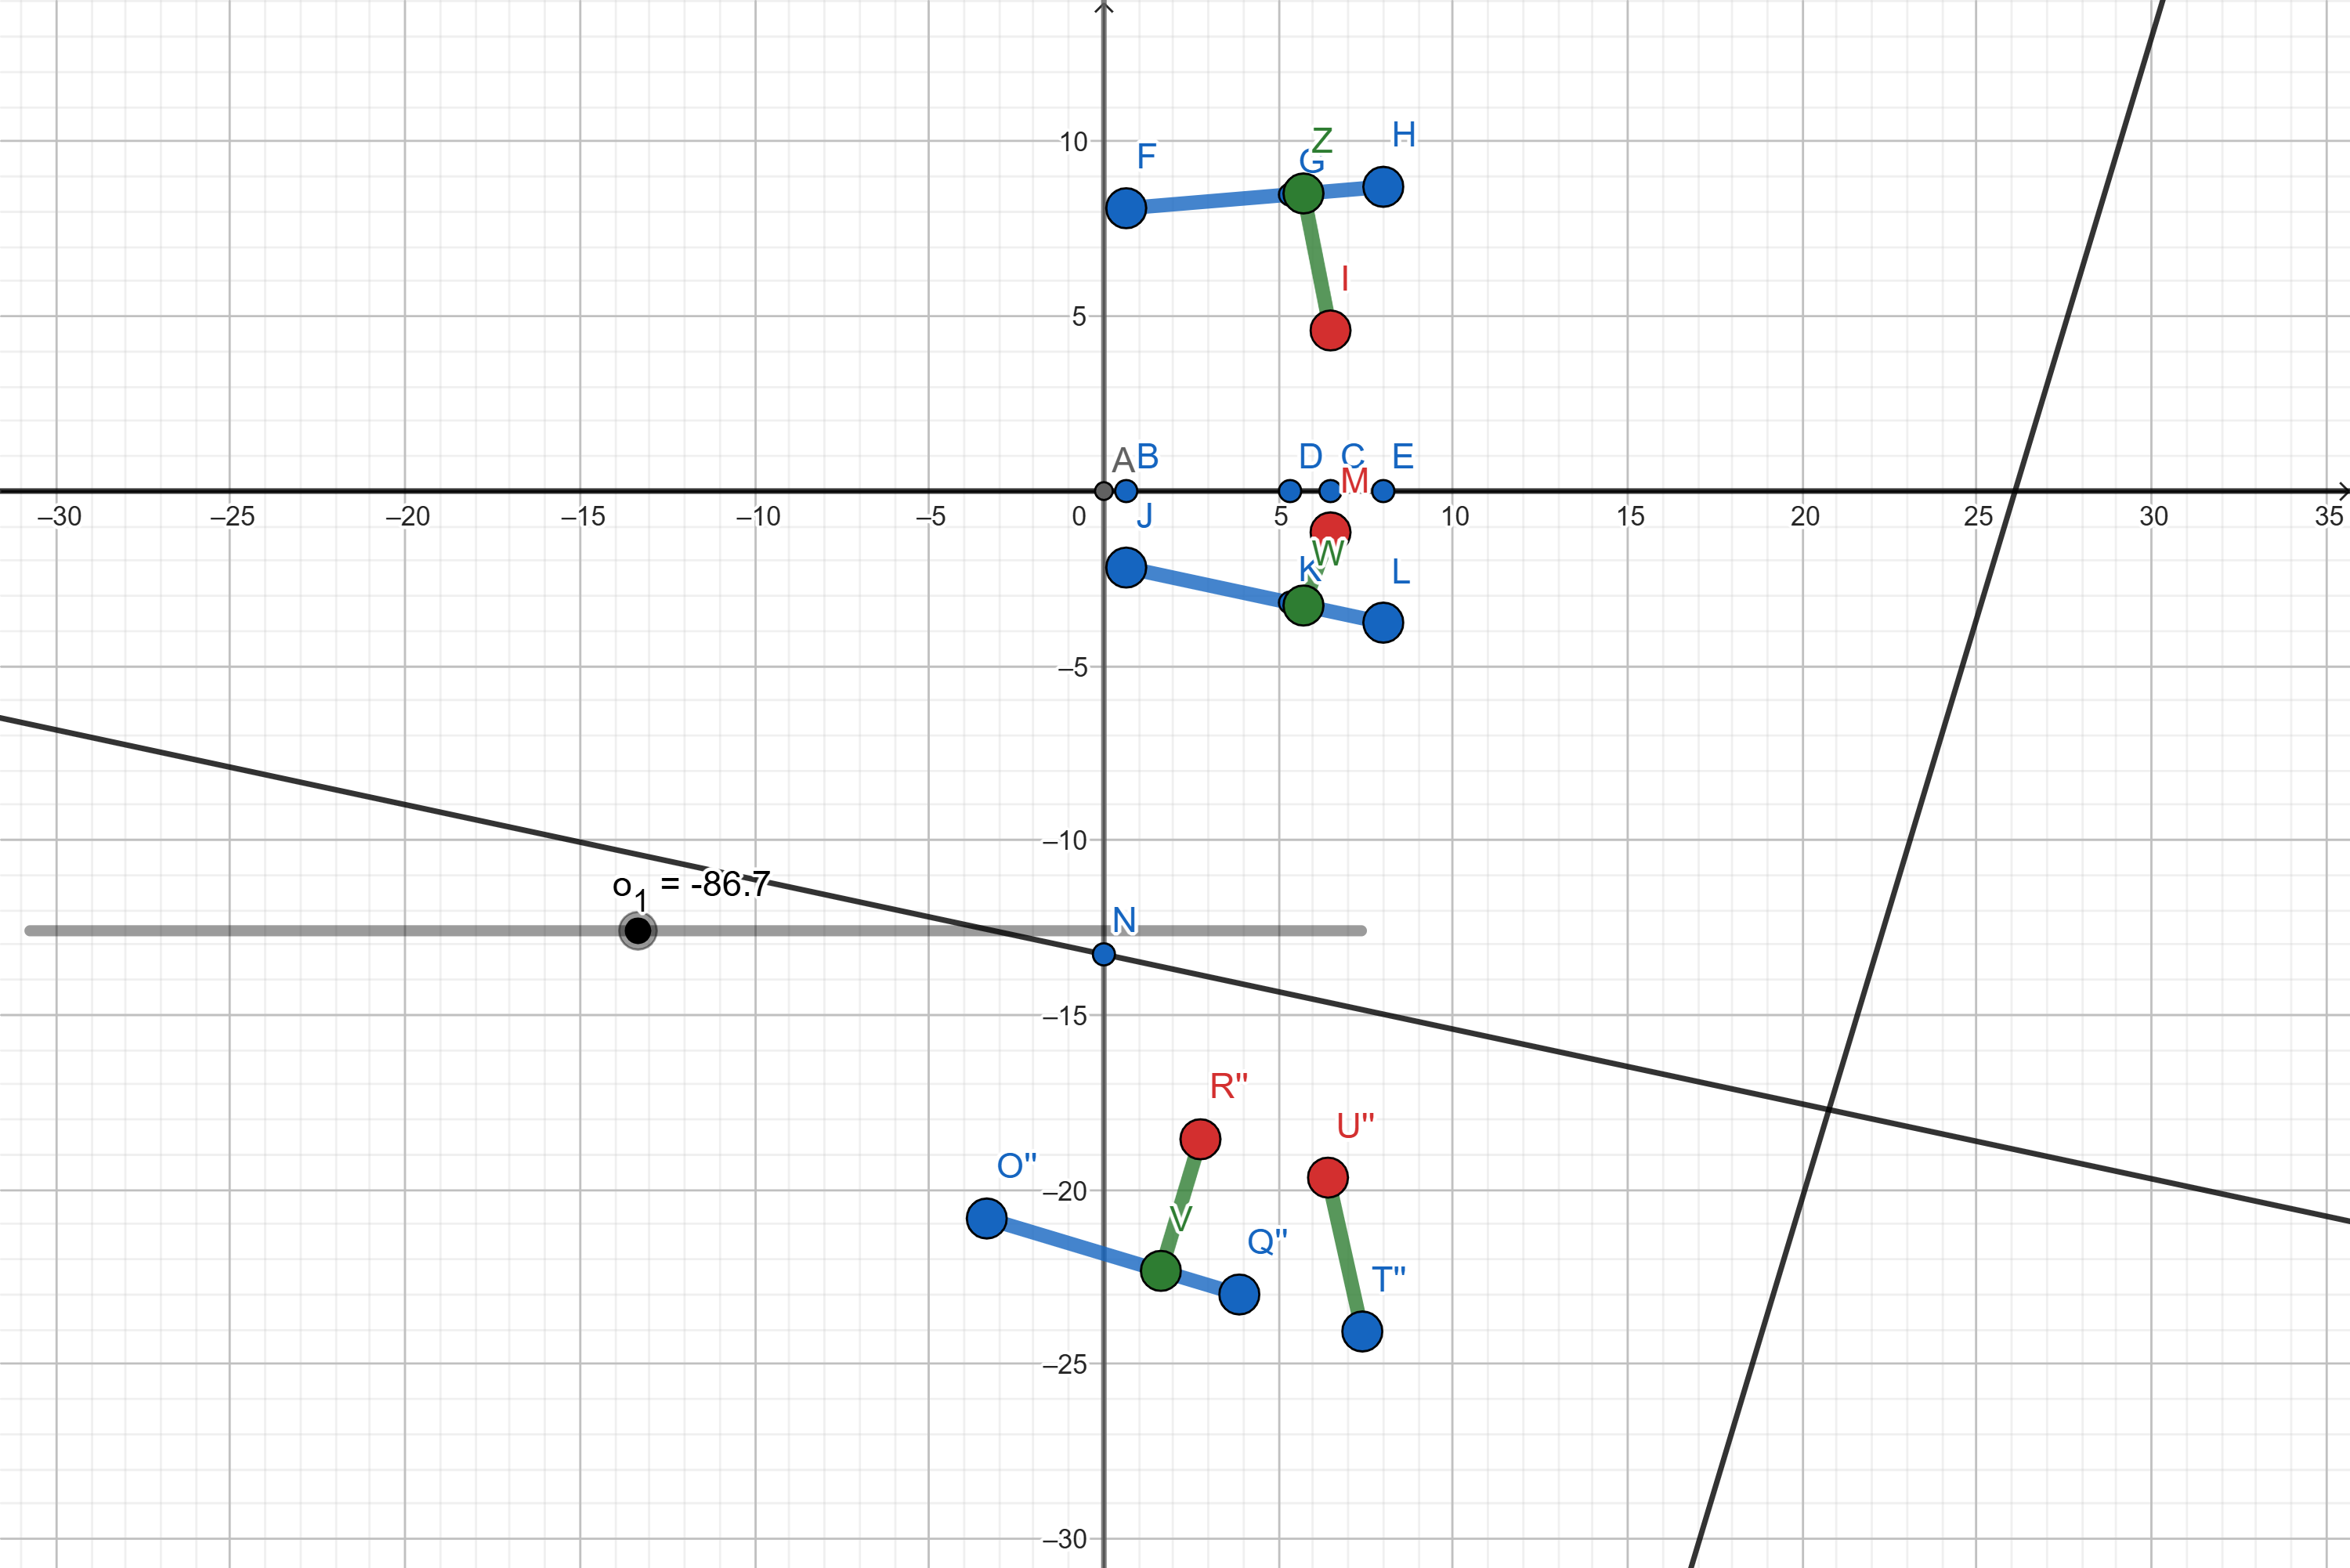 10
F
Z
G
H
I
5
A
B
D
C
E
M
–30
–25
–20
–15
–10
–5
0
5
10
15
20
25
30
35
J
W
K
L
–5
–10
o1 = -86.7
N
–15
R''
U''
O''
–20
V
Q''
T''
–25
–30